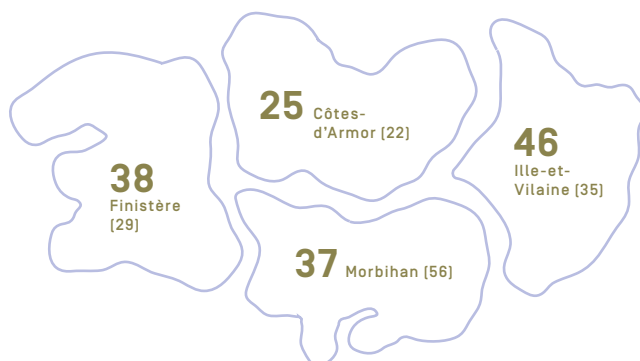 25 Côtes-
d'Armor (22)
46
Ille-et-
Vilaine (35)
38
Finistère
(29)
37 Morbihan (56)